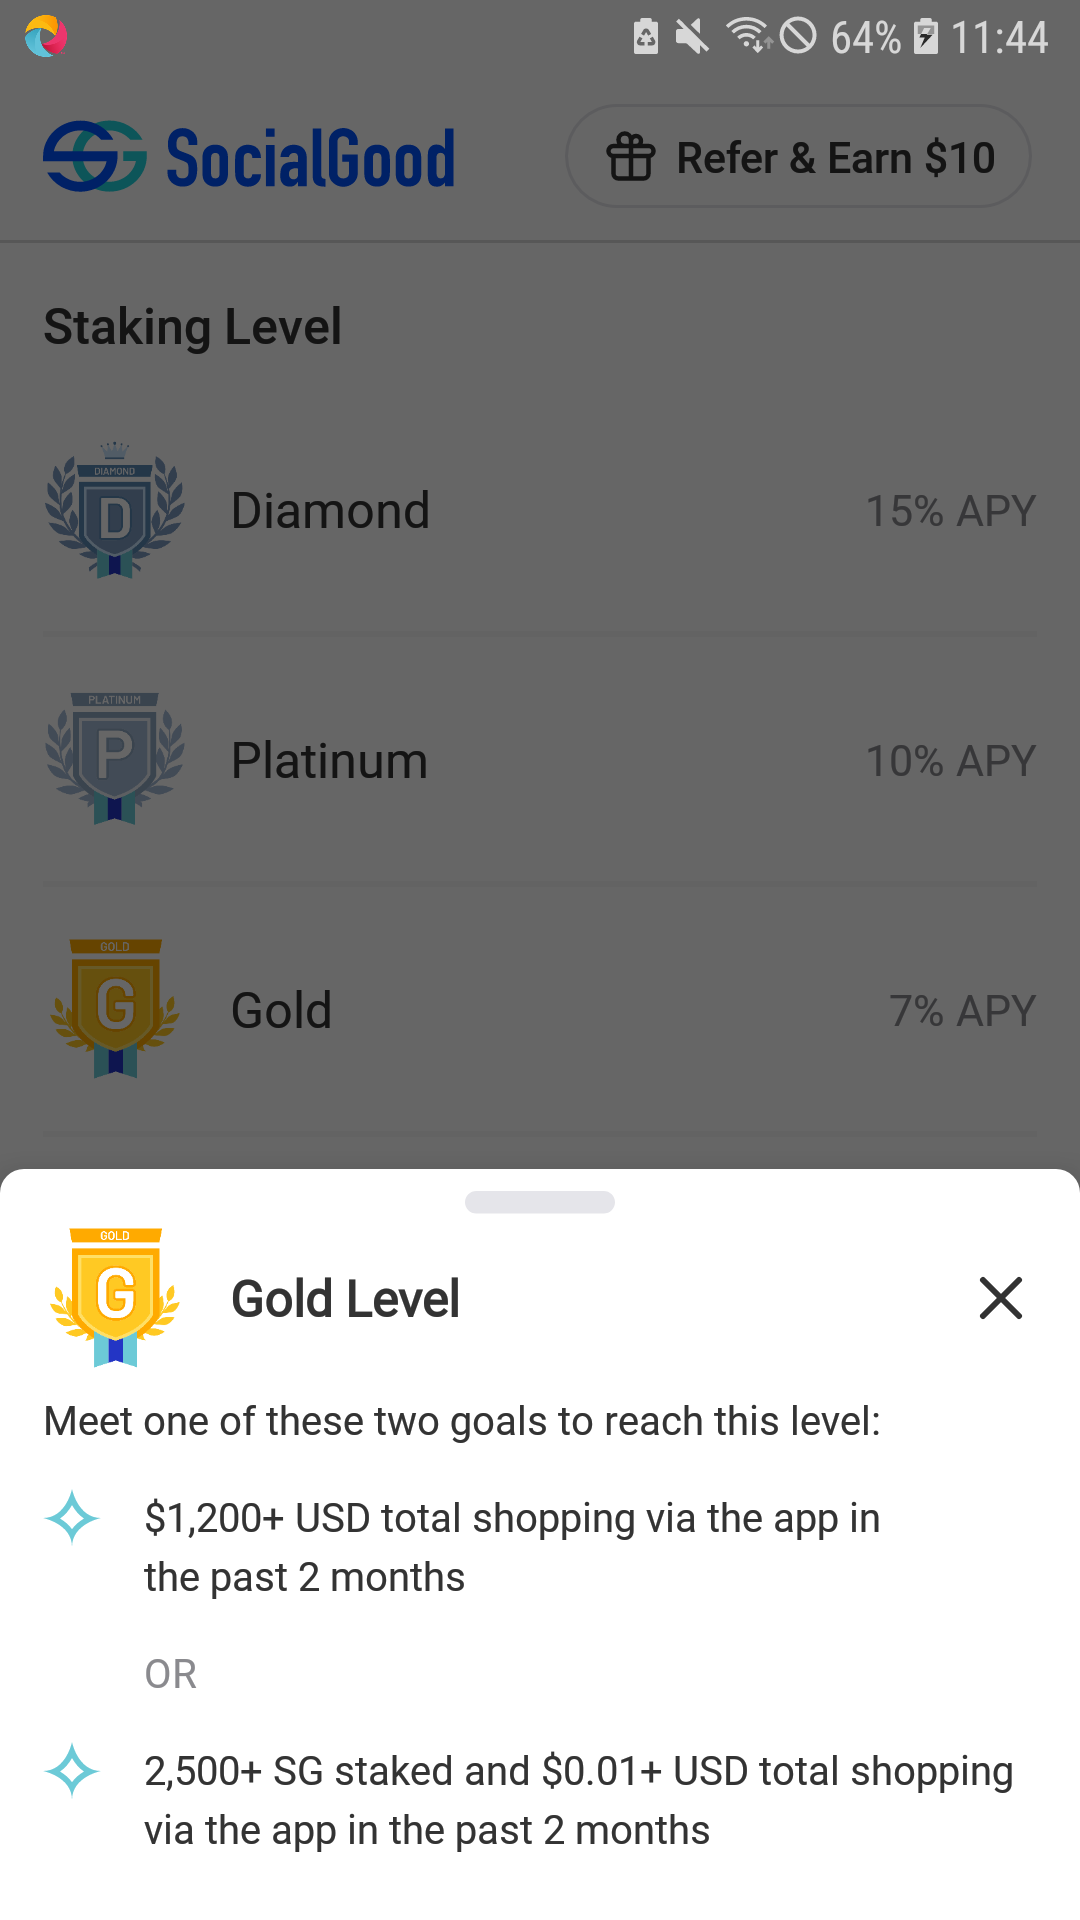 64% 11:44
SG SocialGood
Refer & Earn $10
Staking Level
DIAMOND
D
Diamond
15% APY
PLATINUM
P
Platinum
10% APY
GOLD
G
Gold
7% APY
GOLD
G
Gold Level
Meet one of these two goals to reach this level:
$1,200+ USD total shopping via the app in
the past 2 months
OR
2,500+ SG staked and $0.01+ USD total shopping
via the app in the past 2 months